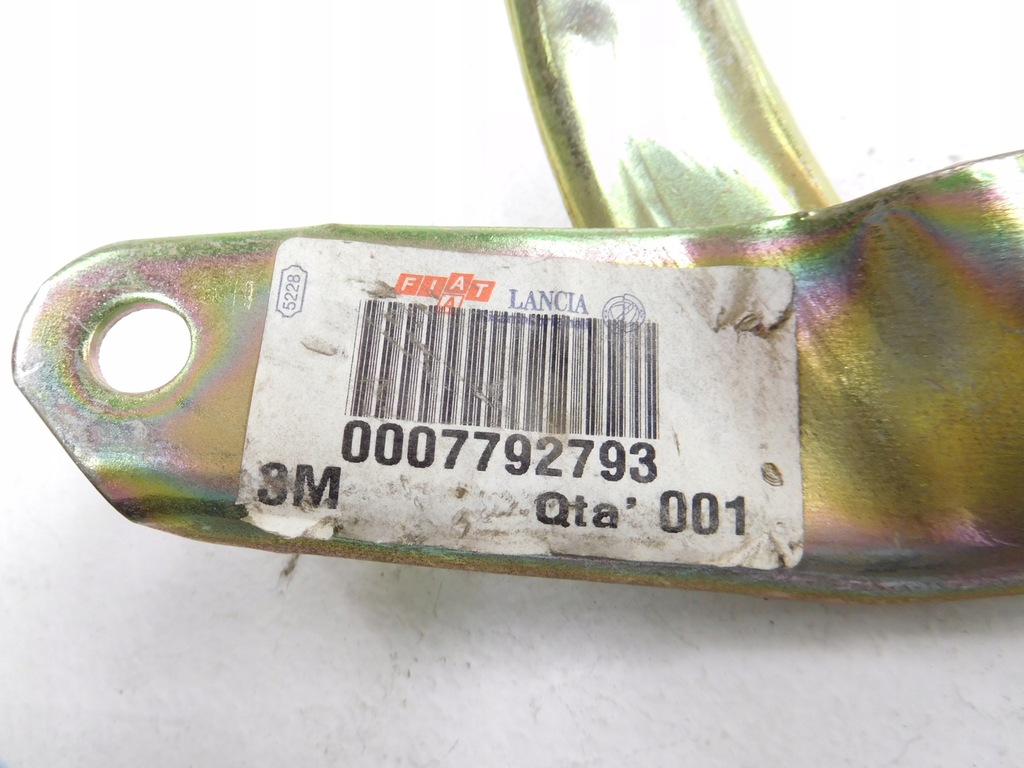 5228
FIAT LANCIA
0007792793
3M Qta' 001